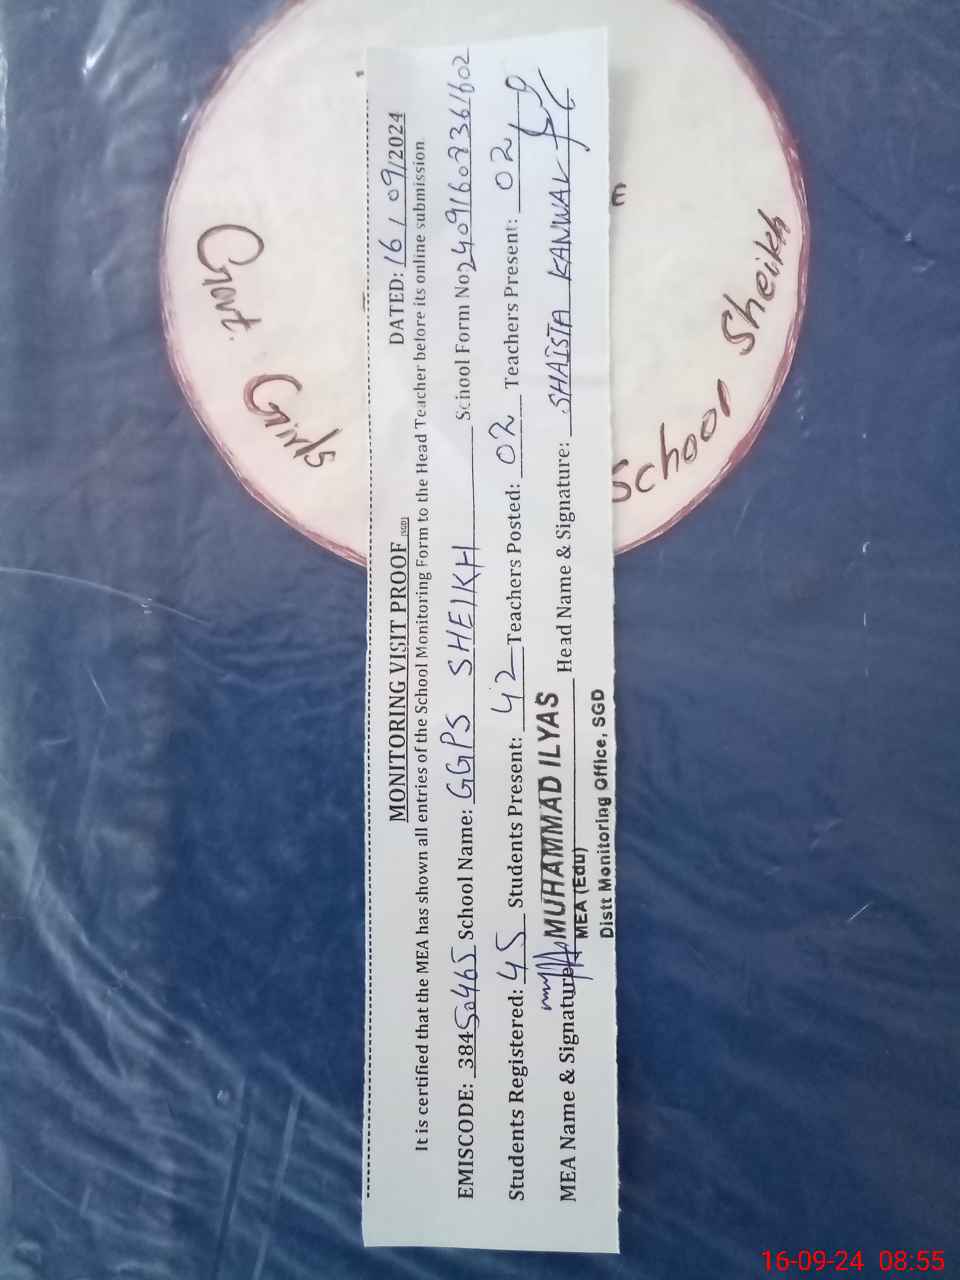 MONITORING VISIT PROOF (SGD)
DATED: 16 / 09/2024
It is certified that the MEA has shown all entries of the School Monitoring Form to the Head Teacher before its online submission
EMISCODE: 38450465 School Name: GGPS SHEIKH School Form No: 24091608361602
Students Registered: 45 Students Present: 42 Teachers Posted: 02 Teachers Present: 02
MEA Name & Signature: MUHAMMAD ILYAS Head Name & Signature: SHAISTA KANWAL
MEA (Edu)
Distt Monitoring Office, SGD
Govt. Girls
School Sheikh
16-09-24 08:55